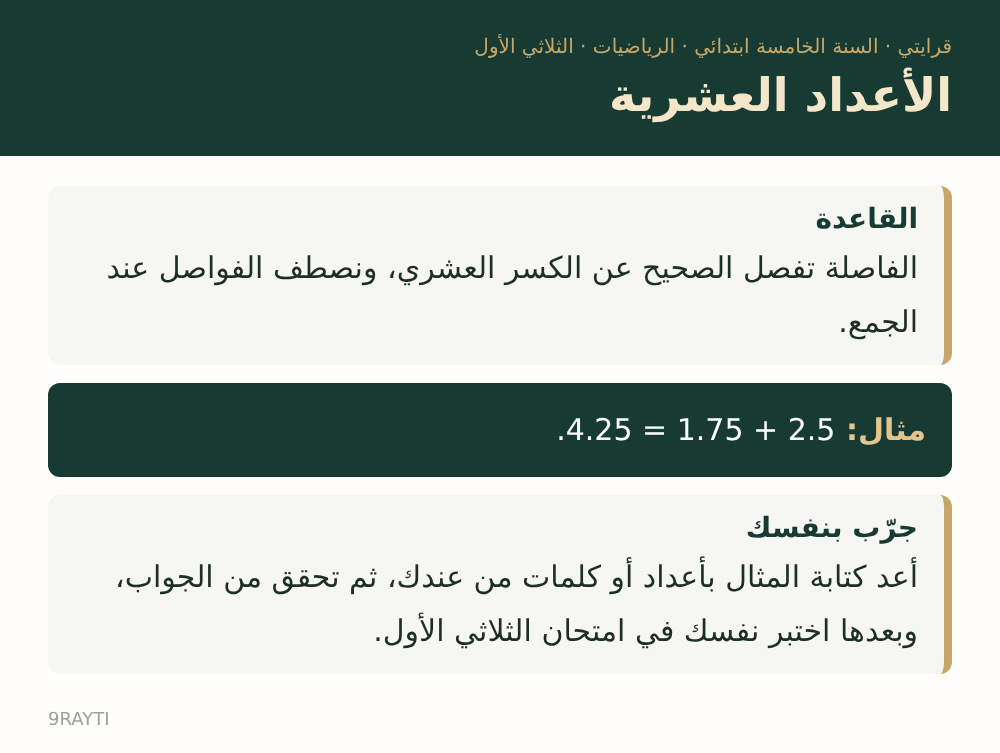 قرايتي · السنة الخامسة ابتدائي · الرياضيات · الثلاثي الأول
الأعداد العشرية
القاعدة
الفاصلة تفصل الصحيح عن الكسر العشري، ونصطف الفواصل عند
الجمع.
مثال: 2.5 + 1.75 = 4.25.
جرّب بنفسك
أعد كتابة المثال بأعداد أو كلمات من عندك، ثم تحقق من الجواب،
وبعدها اختبر نفسك في امتحان الثلاثي الأول.
9RAYTI